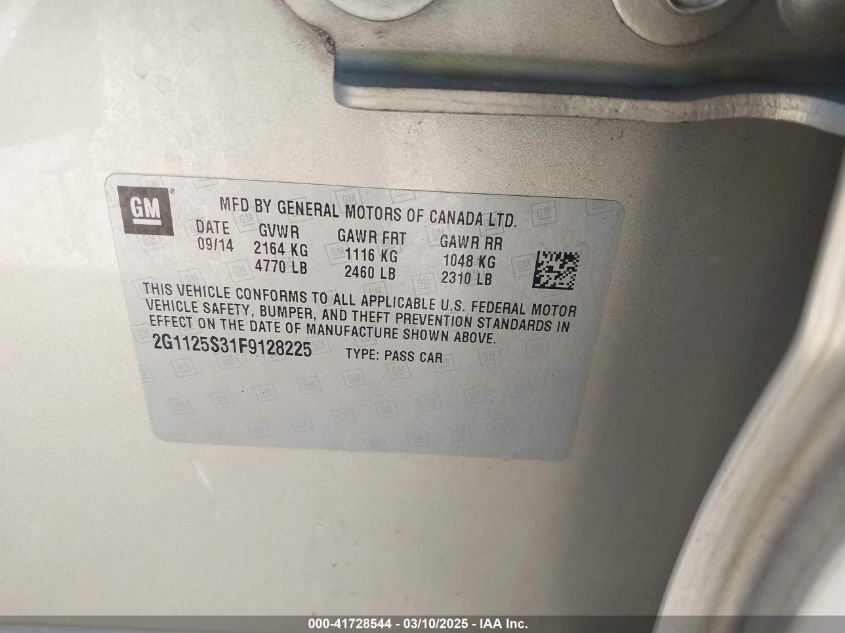 GM ®
MFD BY GENERAL MOTORS OF CANADA LTD.
DATE GVWR GAWR FRT GAWR RR
09/14 2164 KG 1116 KG 1048 KG
4770 LB 2460 LB 2310 LB
THIS VEHICLE CONFORMS TO ALL APPLICABLE U.S. FEDERAL MOTOR
VEHICLE SAFETY, BUMPER, AND THEFT PREVENTION STANDARDS IN
EFFECT ON THE DATE OF MANUFACTURE SHOWN ABOVE.
2G1125S31F9128225 TYPE: PASS CAR
000-41728544 — 03/10/2025 — IAA Inc.